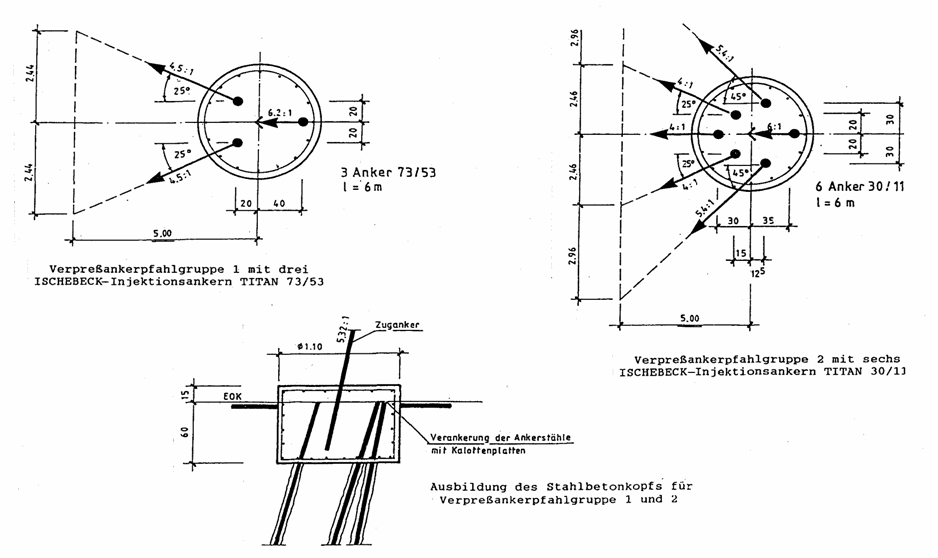 2.44
2.44
4.5:1
25°
6.2:1
25°
4.5:1
20
20
3 Anker 73/53
l = 6 m
20
40
5.00
Verpreßankerpfahlgruppe 1 mit drei
ISCHEBECK-Injektionsankern TITAN 73/53
2.96
2.46
2.46
2.96
5.4:1
4:1
25°
45°
4:1
6:1
25°
4:1
45°
5.4:1
20
20
30
30
6 Anker 30/11
l = 6 m
30
35
15
12⁵
5.00
Verpreßankerpfahlgruppe 2 mit sechs
ISCHEBECK-Injektionsankern TITAN 30/11
Ø1.10
5.32:1
Zuganker
15
EOK
60
Verankerung der Ankerstähle
mit Kalottenplatten
Ausbildung des Stahlbetonkopfs für
Verpreßankerpfahlgruppe 1 und 2